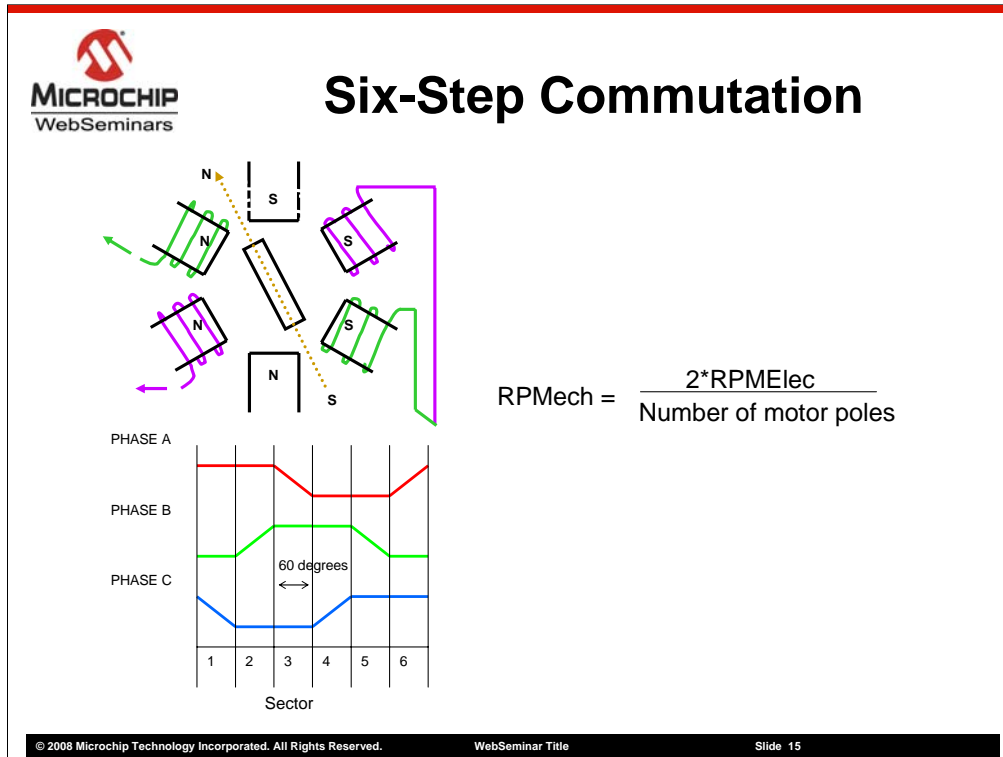 MICROCHIP
WebSeminars
Six-Step Commutation
N
S
N
S
N
S
N
S
RPMech = 2*RPMElec
Number of motor poles
PHASE A
PHASE B
60 degrees
PHASE C
1 2 3 4 5 6
Sector
© 2008 Microchip Technology Incorporated. All Rights Reserved. WebSeminar Title Slide 15